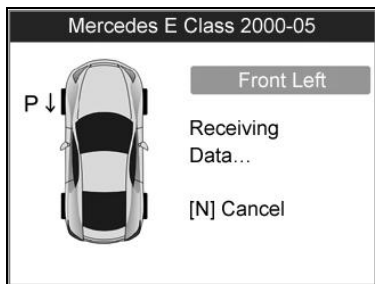 Mercedes E Class 2000-05
Front Left
P ↓
Receiving
Data...
[N] Cancel